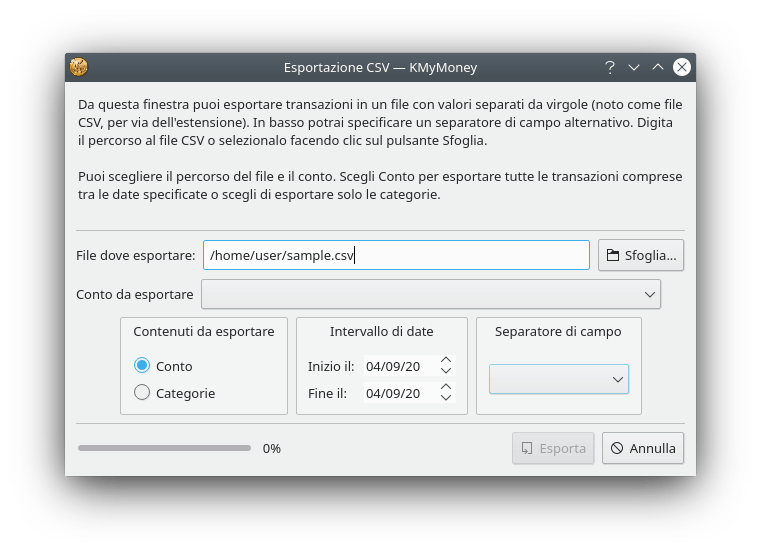 Esportazione CSV — KMyMoney
Da questa finestra puoi esportare transazioni in un file con valori separati da virgole (noto come file
CSV, per via dell'estensione). In basso potrai specificare un separatore di campo alternativo. Digita
il percorso al file CSV o selezionalo facendo clic sul pulsante Sfoglia.
Puoi scegliere il percorso del file e il conto. Scegli Conto per esportare tutte le transazioni comprese
tra le date specificate o scegli di esportare solo le categorie.
File dove esportare: /home/user/sample.csv Sfoglia...
Conto da esportare
Contenuti da esportare
Conto
Categorie
Intervallo di date
Inizio il: 04/09/20
Fine il: 04/09/20
Separatore di campo
0% Esporta Annulla